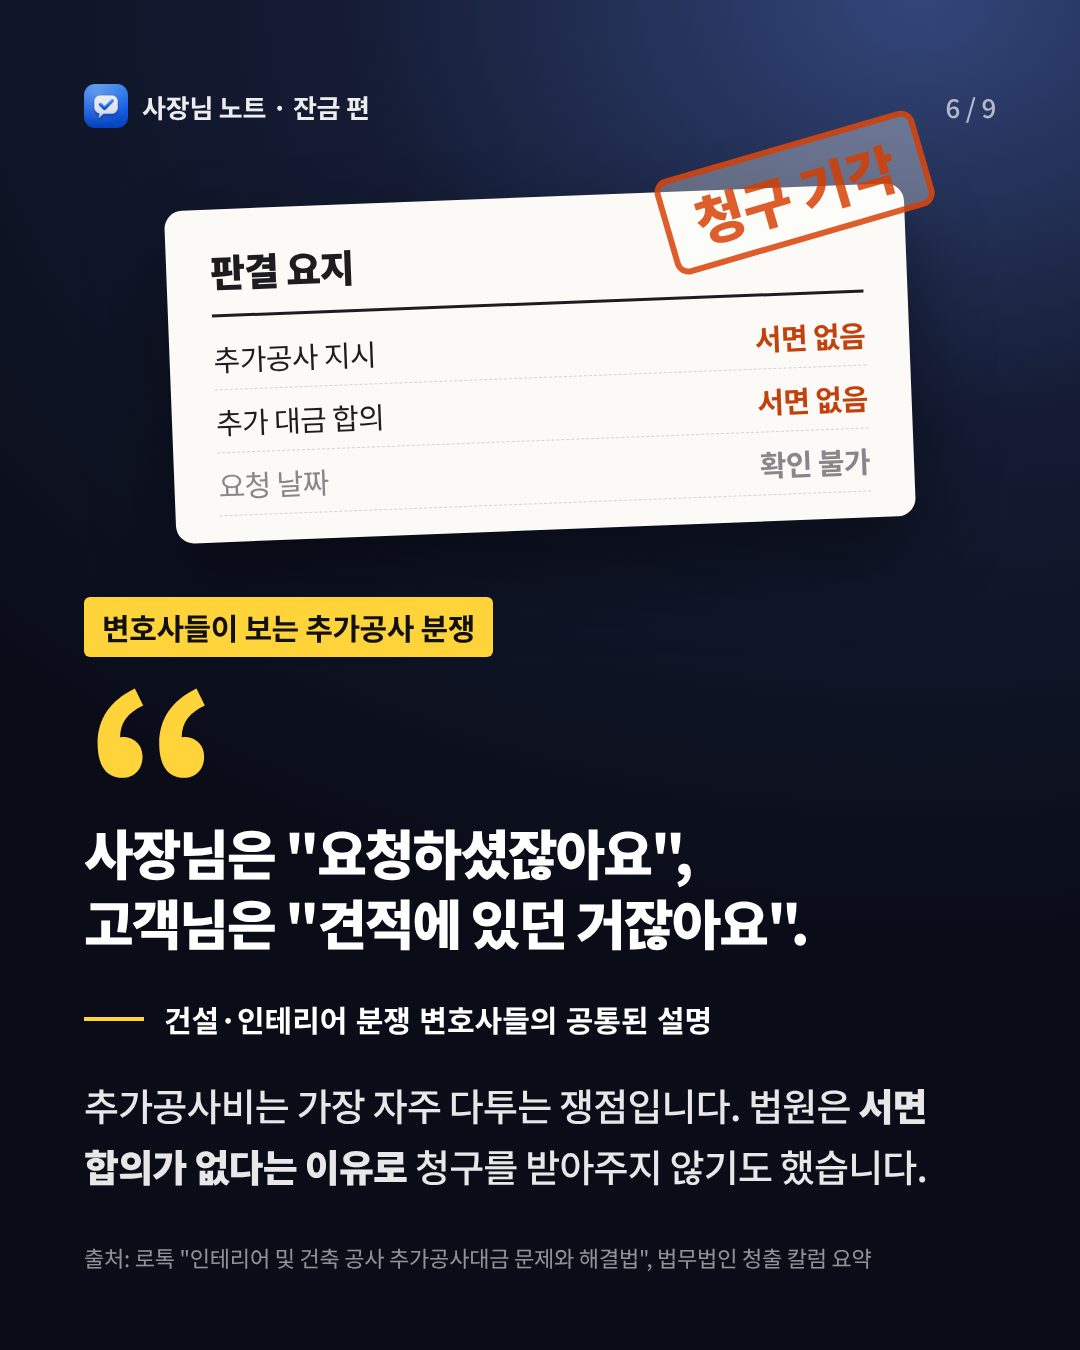 사장님 노트 · 잔금 편
6 / 9
청구 기각
판결 요지
추가공사 지시 서면 없음
추가 대금 합의 서면 없음
요청 날짜 확인 불가
변호사들이 보는 추가공사 분쟁
“
사장님은 "요청하셨잖아요",
고객님은 "견적에 있던 거잖아요".
건설·인테리어 분쟁 변호사들의 공통된 설명
추가공사비는 가장 자주 다투는 쟁점입니다. 법원은 서면
합의가 없다는 이유로 청구를 받아주지 않기도 했습니다.
출처: 로톡 "인테리어 및 건축 공사 추가공사대금 문제와 해결법", 법무법인 청출 칼럼 요약